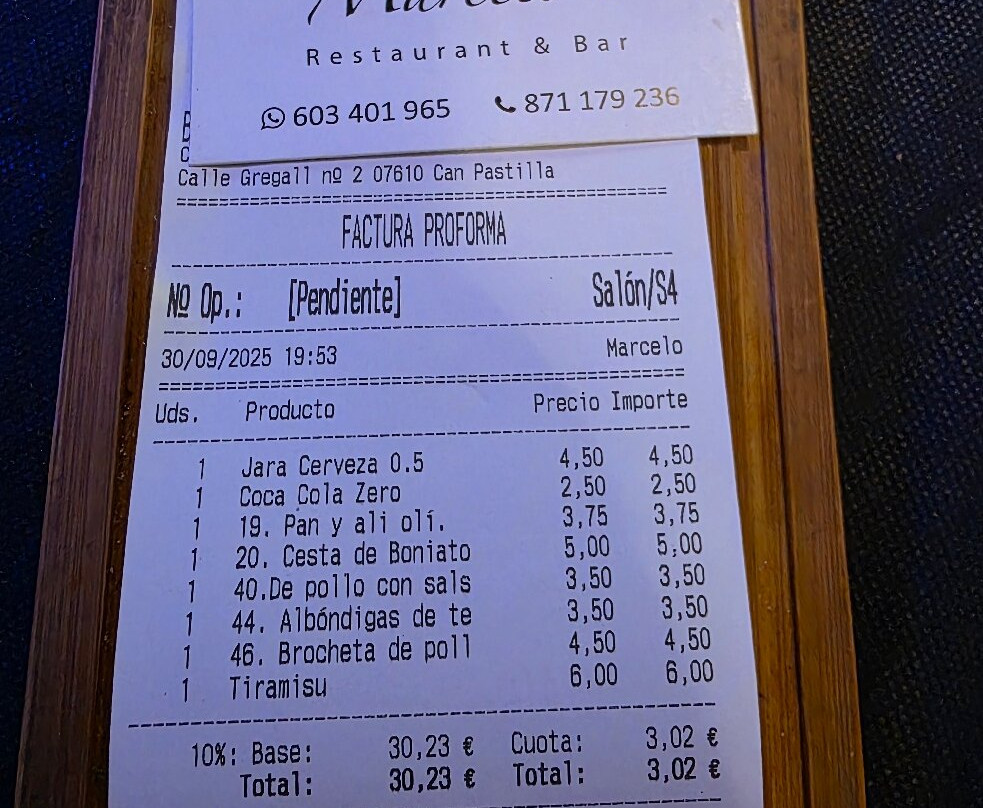 Restaurant & Bar
603 401 965 871 179 236
Calle Gregall nº 2 07610 Can Pastilla
FACTURA PROFORMA
Nº Op.: [Pendiente] Salón/S4
30/09/2025 19:53 Marcelo
Uds. Producto Precio Importe
1 Jara Cerveza 0.5 4,50 4,50
1 Coca Cola Zero 2,50 2,50
1 19. Pan y ali olí. 3,75 3,75
1 20. Cesta de Boniato 5,00 5,00
1 40.De pollo con sals 3,50 3,50
1 44. Albóndigas de te 3,50 3,50
1 46. Brocheta de poll 4,50 4,50
1 Tiramisu 6,00 6,00
10%: Base: 30,23 € Cuota: 3,02 €
Total: 30,23 € Total: 3,02 €